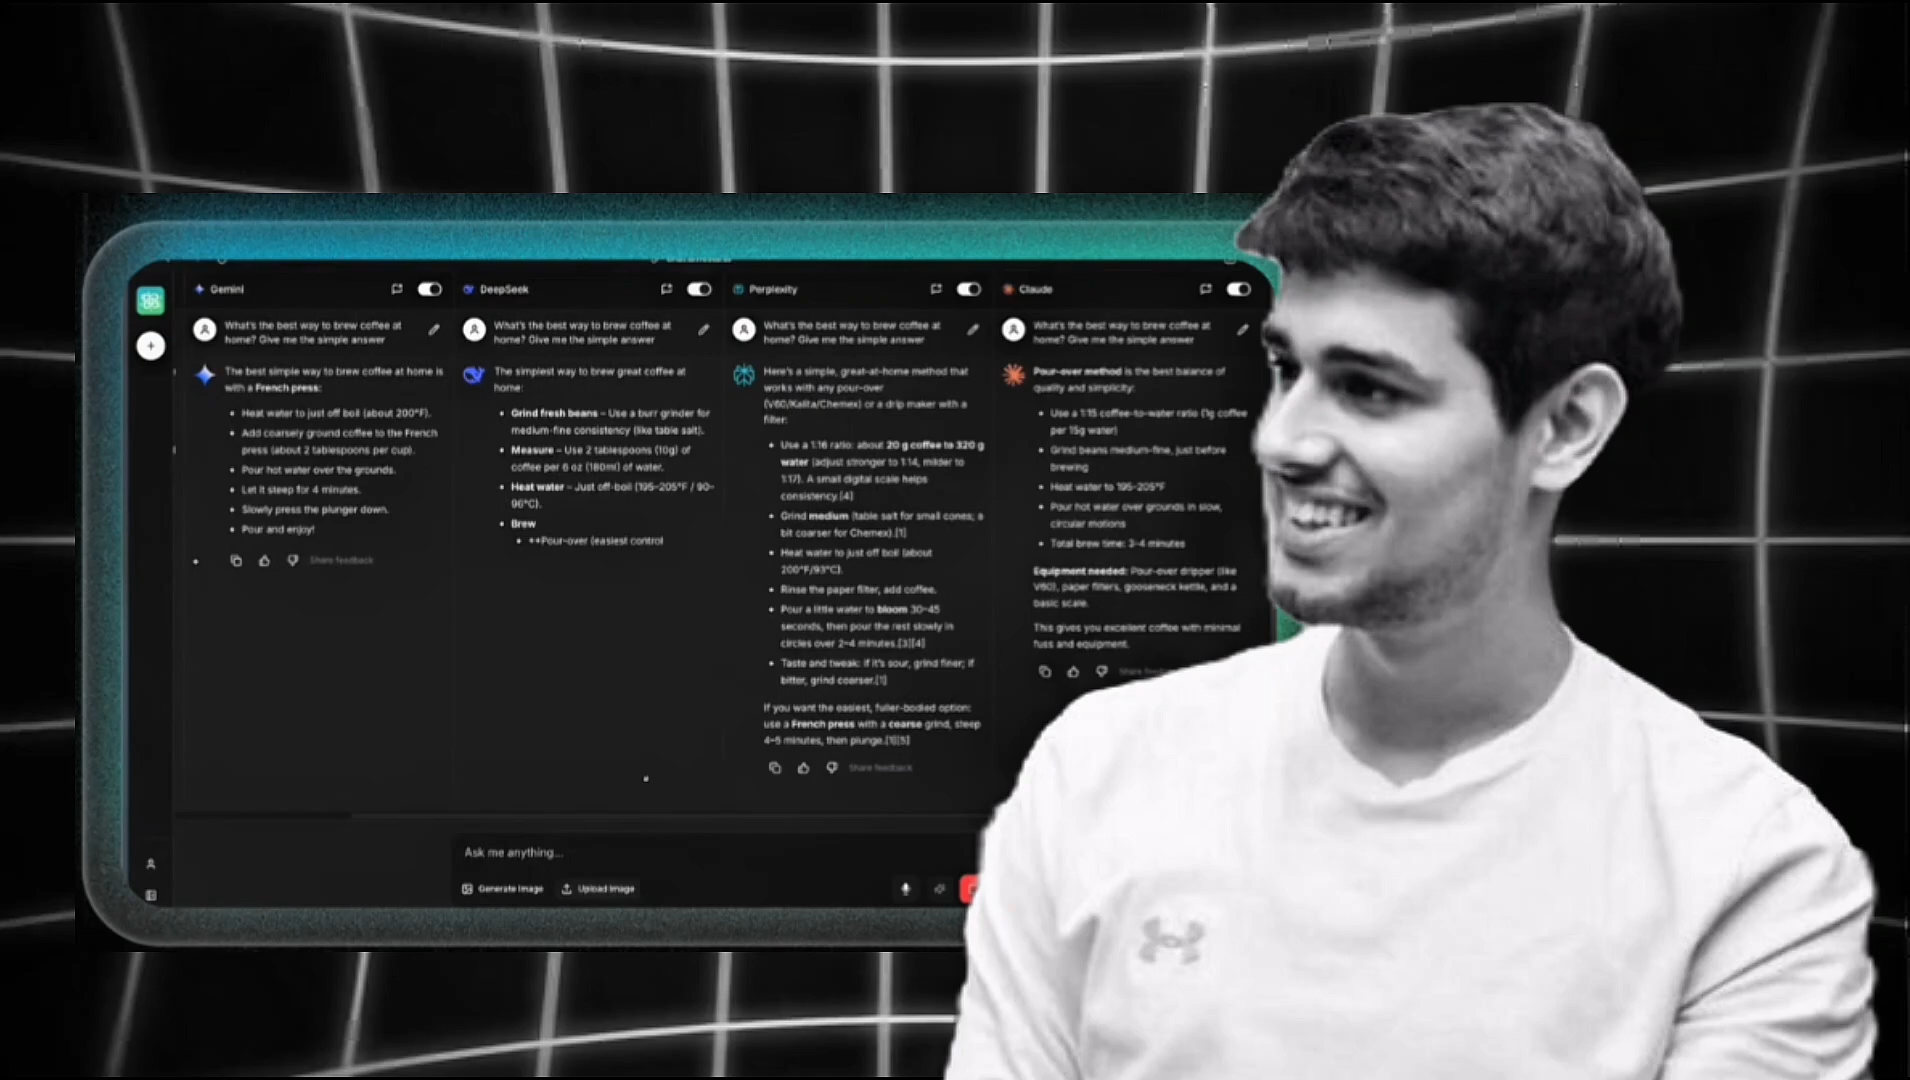 Gemini
What's the best way to brew coffee at
home? Give me the simple answer
The best simple way to brew coffee at home is
with a French press:
• Heat water to just off boil (about 200°F).
• Add coarsely ground coffee to the French
press (about 2 tablespoons per cup).
• Pour hot water over the grounds.
• Let it steep for 4 minutes.
• Slowly press the plunger down.
• Pour and enjoy!
Share feedback
DeepSeek
What's the best way to brew coffee at
home? Give me the simple answer
The simplest way to brew great coffee at
home:
• Grind fresh beans – Use a burr grinder for
medium-fine consistency (like table salt).
• Measure – Use 2 tablespoons (10g) of
coffee per 6 oz (180ml) of water.
• Heat water – Just off-boil (195–205°F / 90–
96°C).
• Brew
• **Pour-over (easiest control
Perplexity
What's the best way to brew coffee at
home? Give me the simple answer
Here's a simple, great-at-home method that
works with any pour-over
(V60/Kalita/Chemex) or a drip maker with a
filter:
• Use a 1:16 ratio: about 20 g coffee to 320 g
water (adjust stronger to 1:14, milder to
1:17). A small digital scale helps
consistency.[4]
• Grind medium (table salt for small cones; a
bit coarser for Chemex).[1]
• Heat water to just off boil (about
200°F/93°C).
• Rinse the paper filter, add coffee.
• Pour a little water to bloom 30–45
seconds, then pour the rest slowly in
circles over 2–4 minutes.[3][4]
• Taste and tweak: if it's sour, grind finer; if
bitter, grind coarser.[1]
If you want the easiest, fuller-bodied option:
use a French press with a coarse grind, steep
4–5 minutes, then plunge.[1][5]
Share feedback
Claude
What's the best way to brew coffee at
home? Give me the simple answer
Pour-over method is the best balance of
quality and simplicity:
• Use a 1:15 coffee-to-water ratio (1g coffee
per 15g water)
• Grind beans medium-fine, just before
brewing
• Heat water to 195-205°F
• Pour hot water over grounds in slow,
circular motions
• Total brew time: 3-4 minutes
Equipment needed: Pour-over dripper (like
V60), paper filters, gooseneck kettle, and a
basic scale.
This gives you excellent coffee with minimal
fuss and equipment.
Share
Ask me anything...
Generate Image
Upload Image